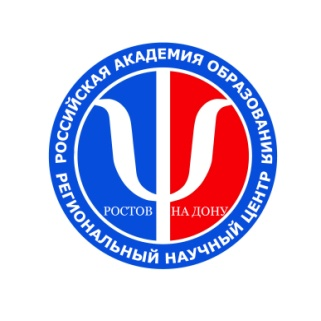 РОССИЙСКАЯ АКАДЕМИЯ ОБРАЗОВАНИЯ
РОСТОВ НА ДОНУ
РЕГИОНАЛЬНЫЙ НАУЧНЫЙ ЦЕНТР